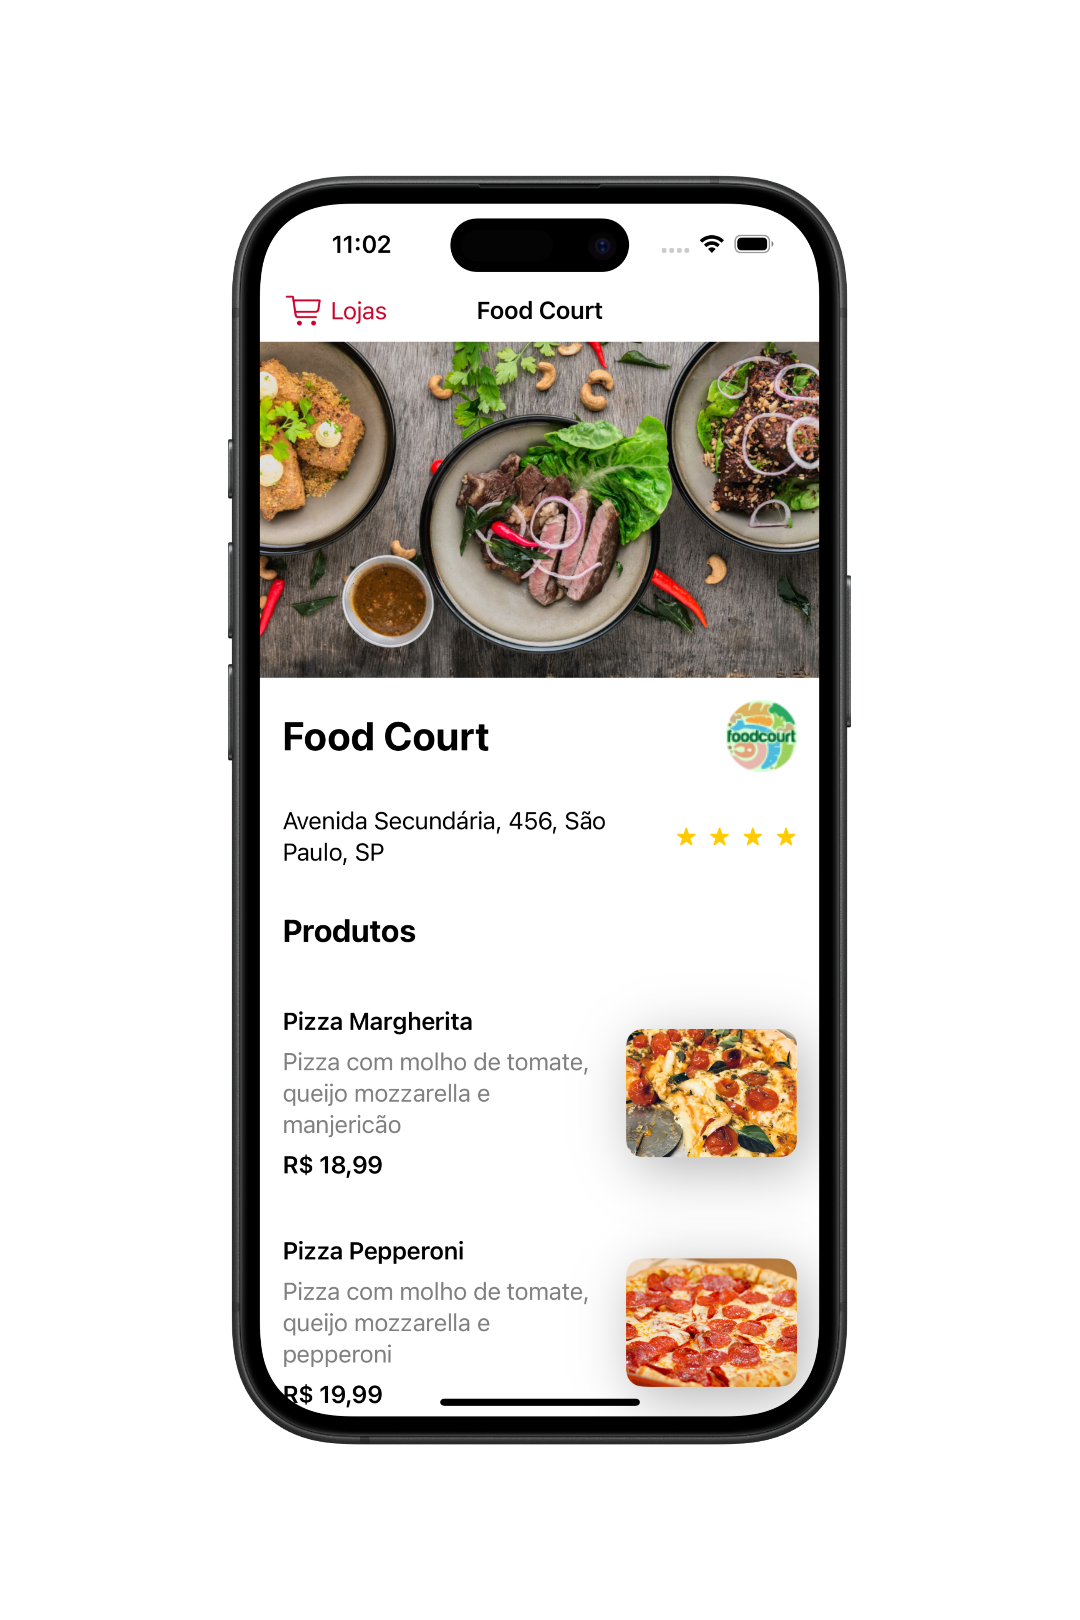 11:02
Lojas
Food Court
Food Court
foodcourt
Avenida Secundária, 456, São
Paulo, SP
Produtos
Pizza Margherita
Pizza com molho de tomate,
queijo mozzarella e
manjericão
R$ 18,99
Pizza Pepperoni
Pizza com molho de tomate,
queijo mozzarella e
pepperoni
R$ 19,99